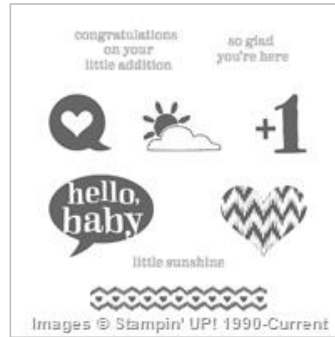 congratulations
on your
little addition
so glad
you're here
+1
hello,
baby
little sunshine
Images © Stampin' UP! 1990-Current